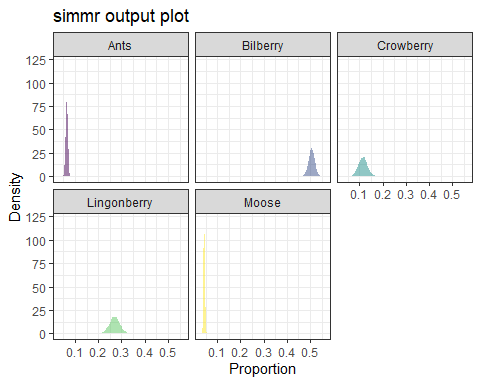 simmr output plot
Ants Bilberry Crowberry
125
100
75
50
25
0
0.1 0.2 0.3 0.4 0.5
Density
Lingonberry Moose
125
100
75
50
25
0
0.1 0.2 0.3 0.4 0.5 0.1 0.2 0.3 0.4 0.5
Proportion